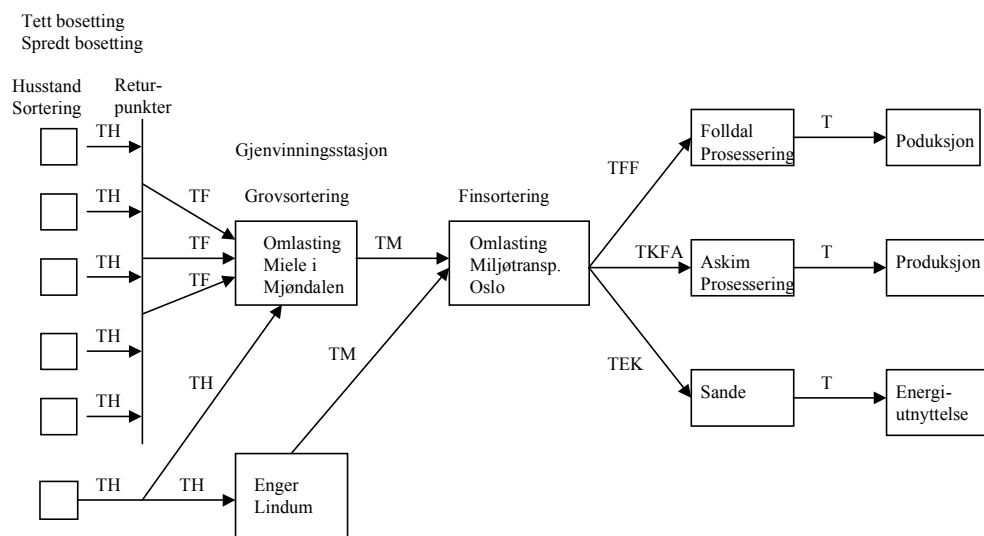 Tett bosetting
Spredt bosetting
Husstand
Sortering
Retur-
punkter
TH
TH
TH
TH
TH
TH
TH
TH
TF
TF
TF
Gjenvinningsstasjon
Grovsortering
Omlasting
Miele i
Mjøndalen
Enger
Lindum
TM
TM
Finsortering
Omlasting
Miljøtransp.
Oslo
TFF
TKFA
TEK
Folldal
Prosessering
T
Poduksjon
Askim
Prosessering
T
Produksjon
Sande
T
Energi-
utnyttelse